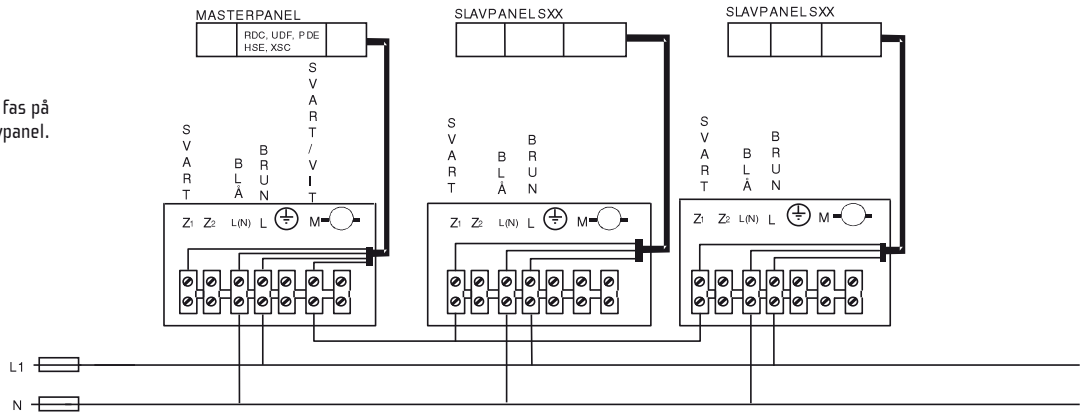 MASTERPANEL
RDC, UDF, PDE
HSE, XSC
SLAVPANEL SXX
SLAVPANEL SXX
fas på
vpanel.
SVART
BLÅ
BRUN
SVART/VIT
SVART
BLÅ
BRUN
SVART
BLÅ
BRUN
Z1 Z2 L(N) L M
Z1 Z2 L(N) L M
Z1 Z2 L(N) L M
L1
N